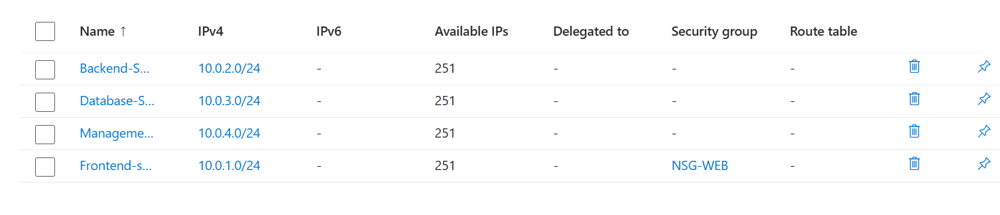 Name ↑ IPv4 IPv6 Available IPs Delegated to Security group Route table
Backend-S... 10.0.2.0/24 - 251 - - -
Database-S... 10.0.3.0/24 - 251 - - -
Manageme... 10.0.4.0/24 - 251 - - -
Frontend-s... 10.0.1.0/24 - 251 - NSG-WEB -